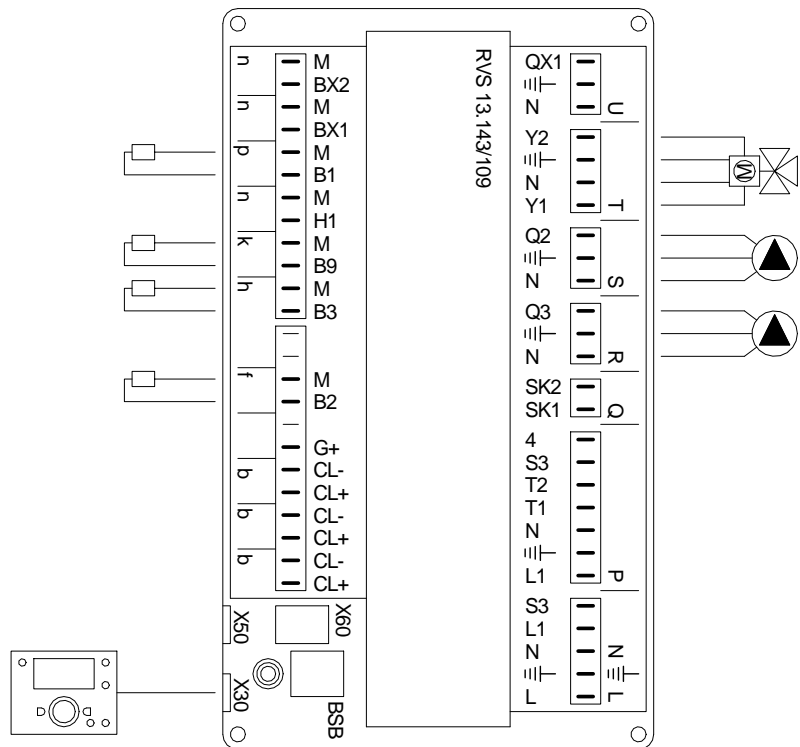 n
M
BX2
n
M
BX1
p
M
B1
n
M
H1
k
M
B9
h
M
B3
f
M
B2
G+
b
CL-
CL+
b
CL-
CL+
b
CL-
CL+
X50
X60
X30
BSB
RVS 13.143/109
QX1
N
U
Y2
N
Y1
T
M
Q2
N
S
Q3
N
R
SK2
SK1
Q
4
S3
T2
T1
N
L1
P
S3
L1
N
L
N
L